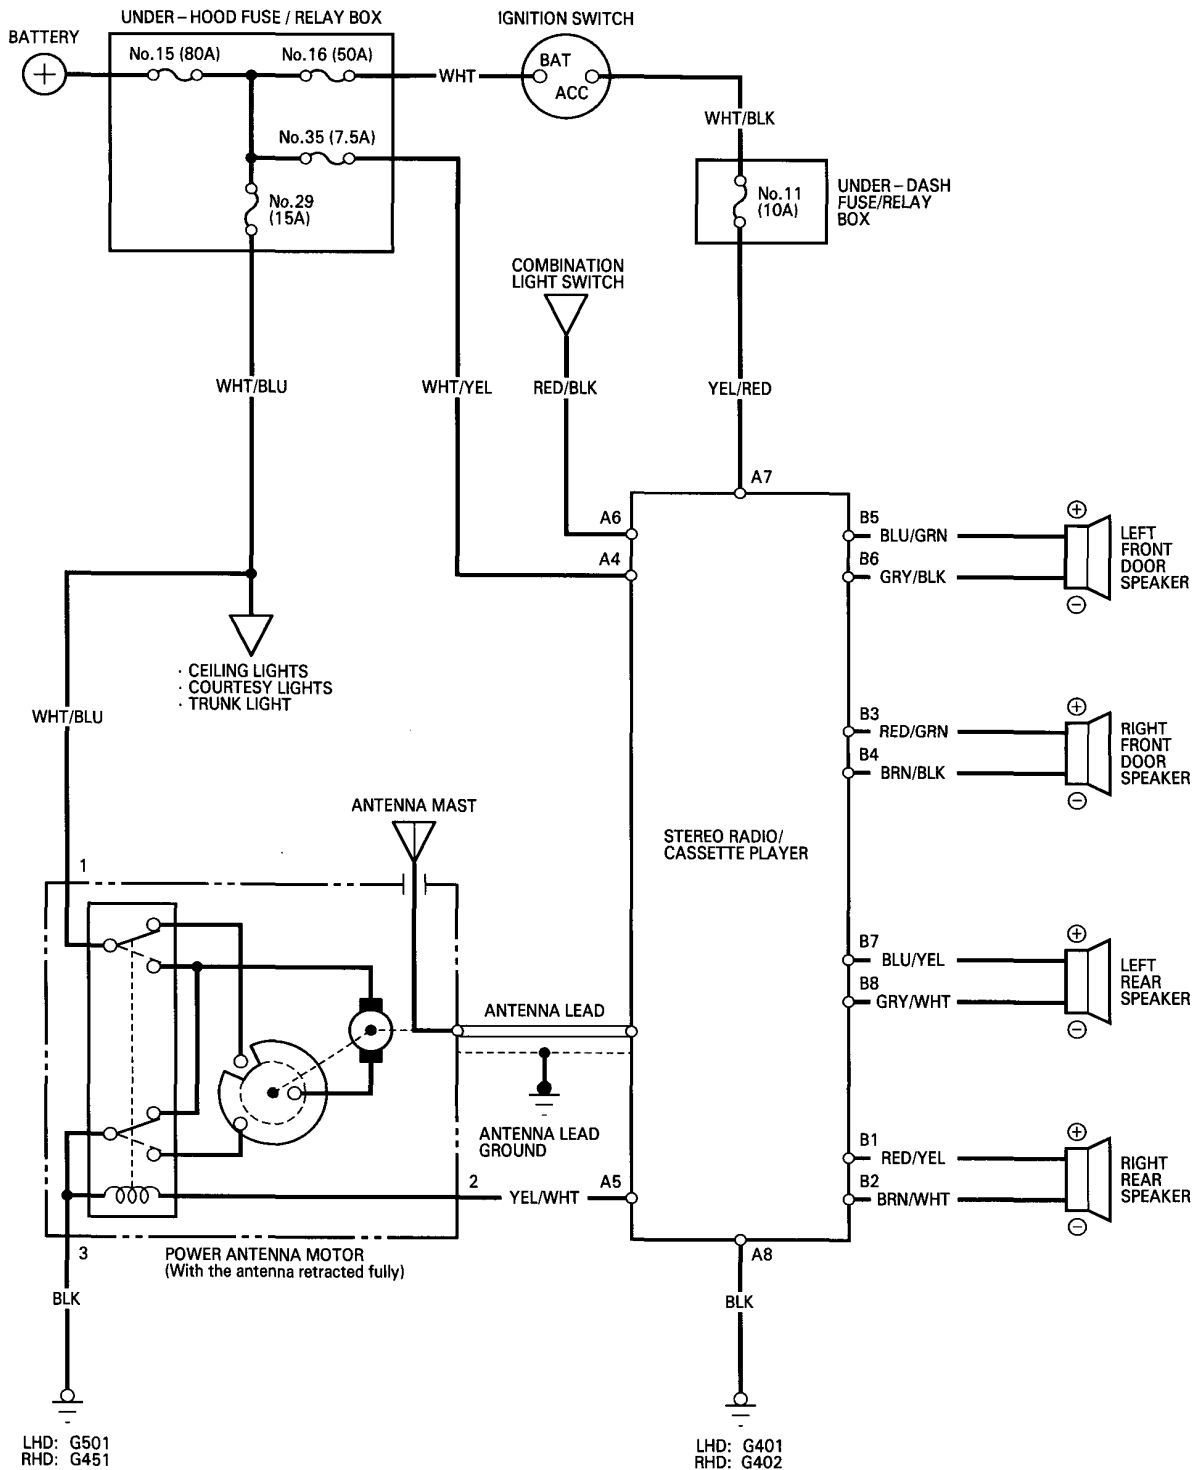 UNDER-HOOD FUSE / RELAY BOX
IGNITION SWITCH
BATTERY
No.15 (80A)
No.16 (50A)
WHT
BAT
ACC
WHT/BLK
No.35 (7.5A)
No.29
(15A)
No.11
(10A)
UNDER-DASH
FUSE/RELAY
BOX
COMBINATION
LIGHT SWITCH
WHT/BLU
WHT/YEL
RED/BLK
YEL/RED
A7
A6
A4
B5
BLU/GRN
B6
GRY/BLK
LEFT
FRONT
DOOR
SPEAKER
· CEILING LIGHTS
· COURTESY LIGHTS
· TRUNK LIGHT
WHT/BLU
B3
RED/GRN
B4
BRN/BLK
RIGHT
FRONT
DOOR
SPEAKER
ANTENNA MAST
STEREO RADIO/
CASSETTE PLAYER
1
B7
BLU/YEL
B8
GRY/WHT
LEFT
REAR
SPEAKER
ANTENNA LEAD
ANTENNA LEAD
GROUND
B1
RED/YEL
B2
BRN/WHT
RIGHT
REAR
SPEAKER
2
YEL/WHT
A5
3
POWER ANTENNA MOTOR
(With the antenna retracted fully)
A8
BLK
BLK
LHD: G501
RHD: G451
LHD: G401
RHD: G402